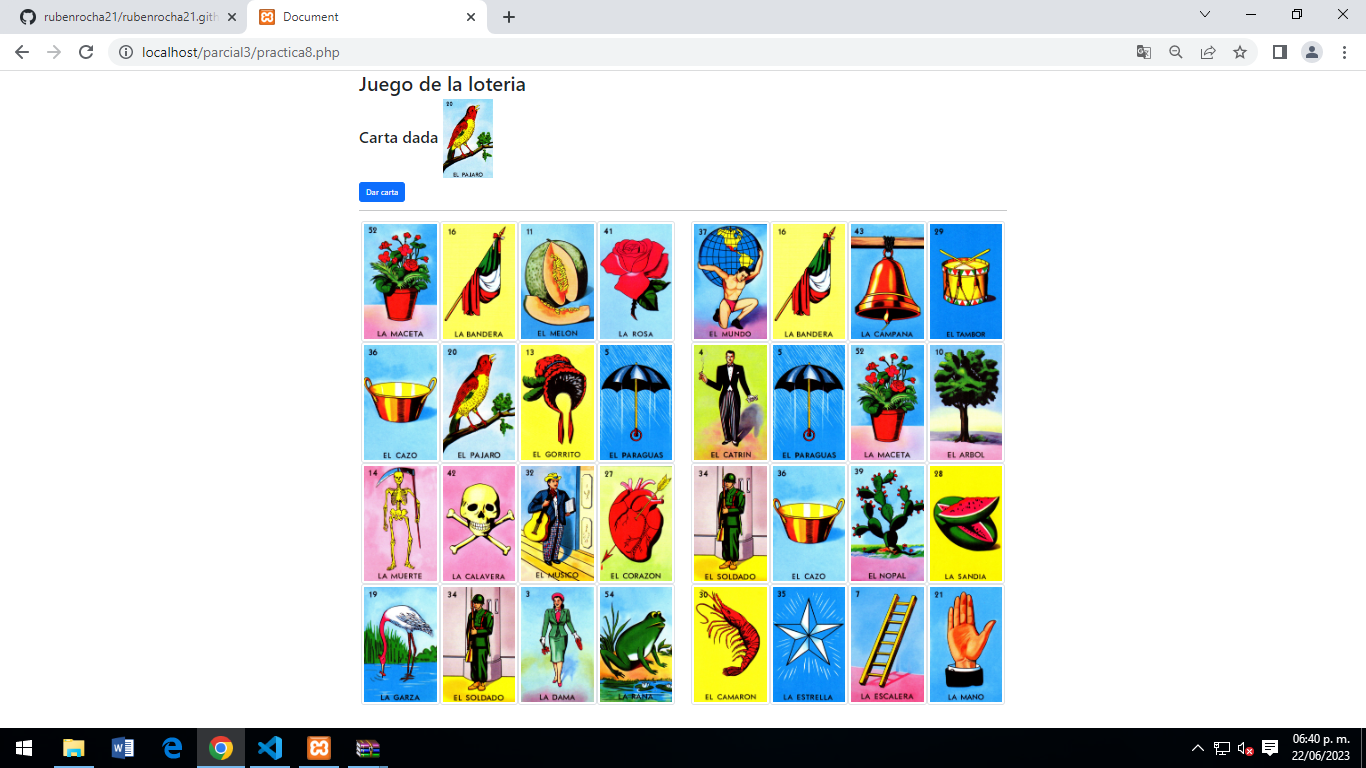 rubenrocha21/rubenrocha21.gith
Document
localhost/parcial3/practica8.php
Juego de la loteria
20
Carta dada
EL PAJARO
Dar carta
52 16 11 41
LA MACETA LA BANDERA EL MELON LA ROSA
36 20 13 5
EL CAZO EL PAJARO EL GORRITO EL PARAGUAS
14 42 32 27
LA MUERTE LA CALAVERA EL MUSICO EL CORAZON
19 34 3 54
LA GARZA EL SOLDADO LA DAMA LA RANA
37 16 43 29
EL MUNDO LA BANDERA LA CAMPANA EL TAMBOR
4 5 52 10
EL CATRIN EL PARAGUAS LA MACETA EL ARBOL
34 36 39 28
EL SOLDADO EL CAZO EL NOPAL LA SANDIA
30 35 7 21
EL CAMARON LA ESTRELLA LA ESCALERA LA MANO
06:40 p. m.
22/06/2023